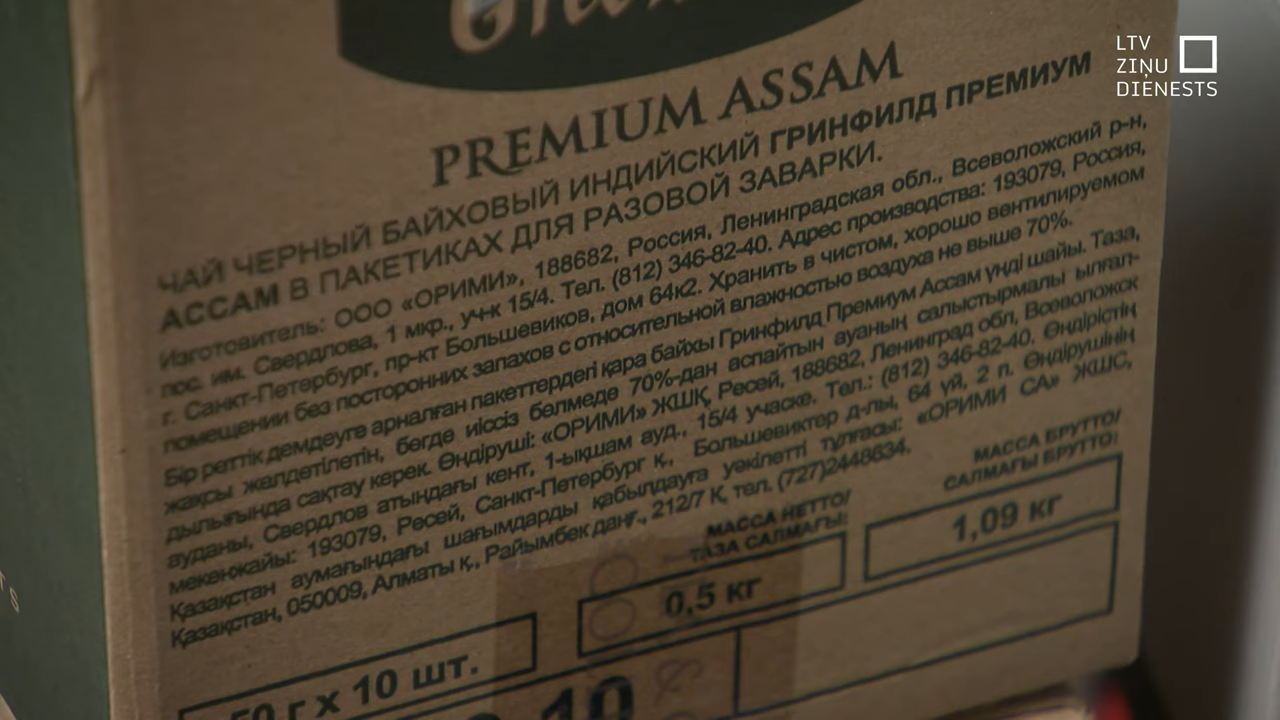 LTV
ZIŅU
DIENESTS
PREMIUM ASSAM
ЧАЙ ЧЕРНЫЙ БАЙХОВЫЙ ИНДИЙСКИЙ ГРИНФИЛД ПРЕМИУМ
АССАМ В ПАКЕТИКАХ ДЛЯ РАЗОВОЙ ЗАВАРКИ.
Изготовитель: ООО «ОРИМИ», 188682, Россия, Ленинградская обл., Всеволожский р-н,
пос. им. Свердлова, 1 мкр., уч-к 15/4. Тел. (812) 346-82-40. Адрес производства: 193079, Россия,
г. Санкт-Петербург, пр-кт Большевиков, дом 64к2. Хранить в чистом, хорошо вентилируемом
помещении без посторонних запахов с относительной влажностью воздуха не выше 70%.
Бір реттік демдеуге арналған пакеттердегі қара байхы Гринфилд Премиум Ассам үнді шайы. Таза,
жақсы желдетілетін, бөгде иіссіз бөлмеде 70%-дан аспайтын ауаның салыстырмалы ылғал-
дылығында сақтау керек. Өндіруші: «ОРИМИ» ЖШҚ, Ресей, 188682, Ленинград обл, Всеволожск
ауданы, Свердлов атындағы кент, 1-ықшам ауд., 15/4 учаске. Тел.: (812) 346-82-40. Өндірістің
мекенжайы: 193079, Ресей, Санкт-Петербург қ., Большевиктер д-лы, 64 үй, 2 п. Өндірушінің
Қазақстан аумағындағы шағымдарды қабылдауға уәкілетті тұлғасы: «ОРИМИ СА» ЖШС,
Қазақстан, 050009, Алматы қ., Райымбек даңғ., 212/7 Қ, тел. (727)2448634.
МАССА НЕТТО/
ТАЗА САЛМАҒЫ:
МАССА БРУТТО/
САЛМАҒЫ БРУТТО:
0,5 кг
1,09 кг
50 г х 10 шт.
10